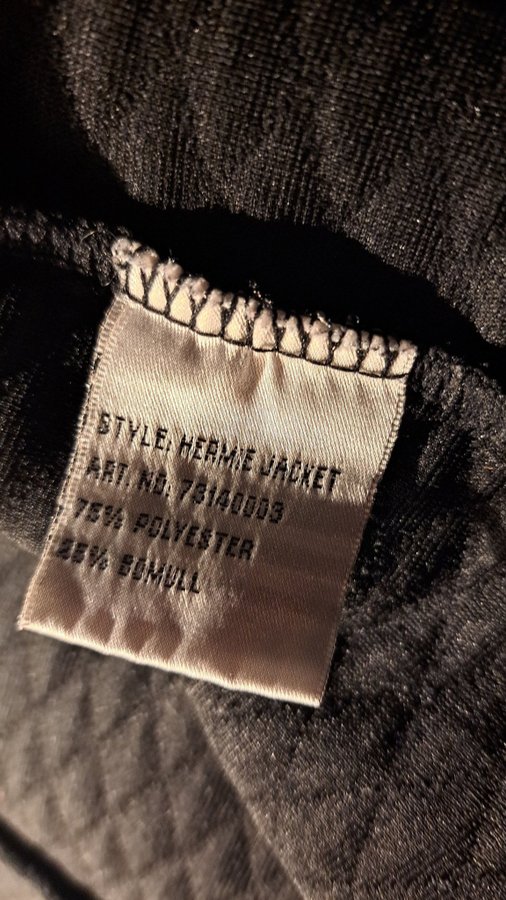 STYLE: HERMIE JACKET
ART. NO: 73140003
75% POLYESTER
25% BOMULL